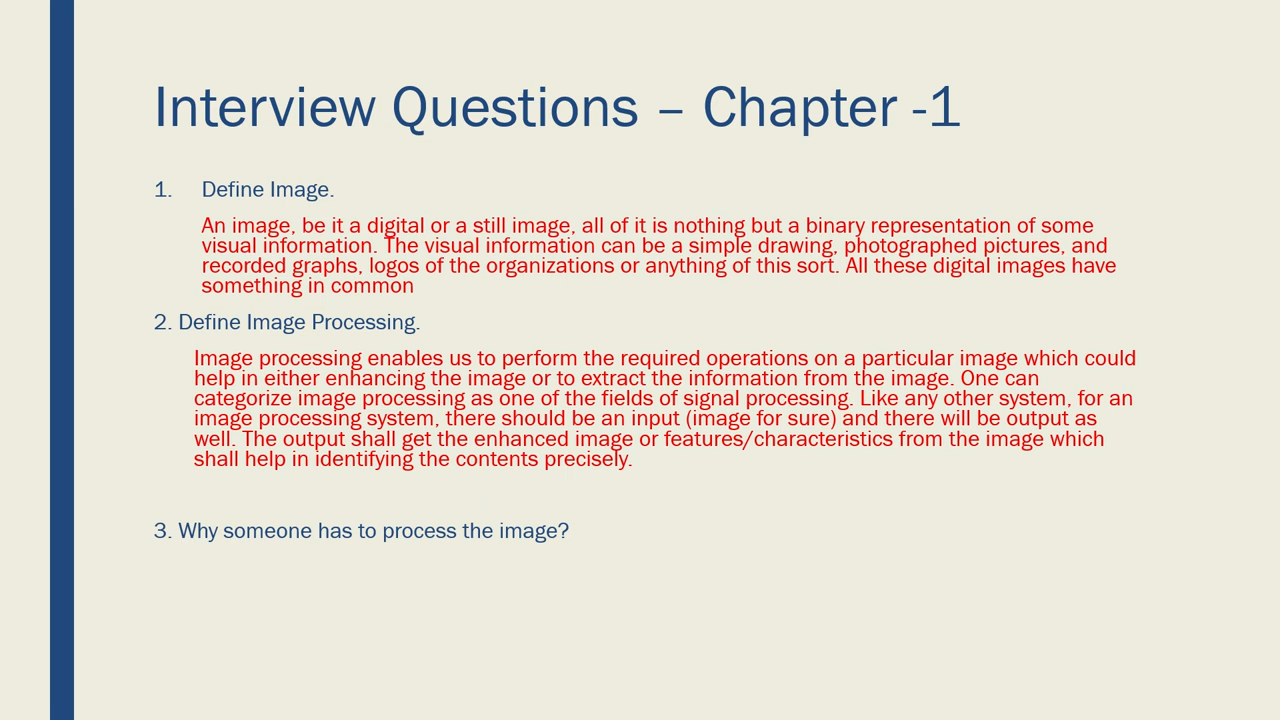 Interview Questions – Chapter -1
1. Define Image.
An image, be it a digital or a still image, all of it is nothing but a binary representation of some
visual information. The visual information can be a simple drawing, photographed pictures, and
recorded graphs, logos of the organizations or anything of this sort. All these digital images have
something in common
2. Define Image Processing.
Image processing enables us to perform the required operations on a particular image which could
help in either enhancing the image or to extract the information from the image. One can
categorize image processing as one of the fields of signal processing. Like any other system, for an
image processing system, there should be an input (image for sure) and there will be output as
well. The output shall get the enhanced image or features/characteristics from the image which
shall help in identifying the contents precisely.
3. Why someone has to process the image?